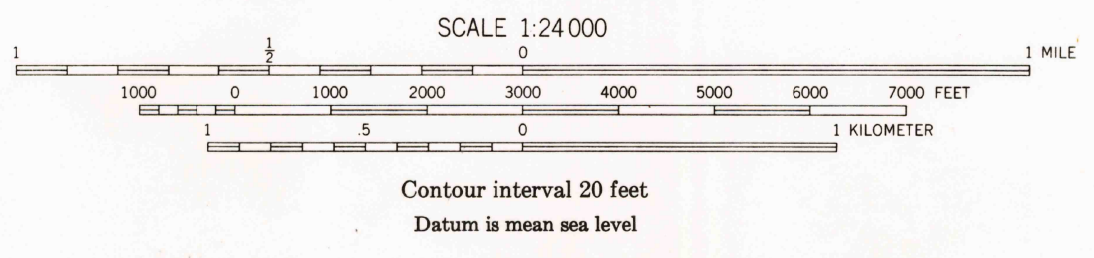 SCALE 1:24 000
1 ½ 0 1 MILE
1000 0 1000 2000 3000 4000 5000 6000 7000 FEET
1 .5 0 1 KILOMETER
Contour interval 20 feet
Datum is mean sea level